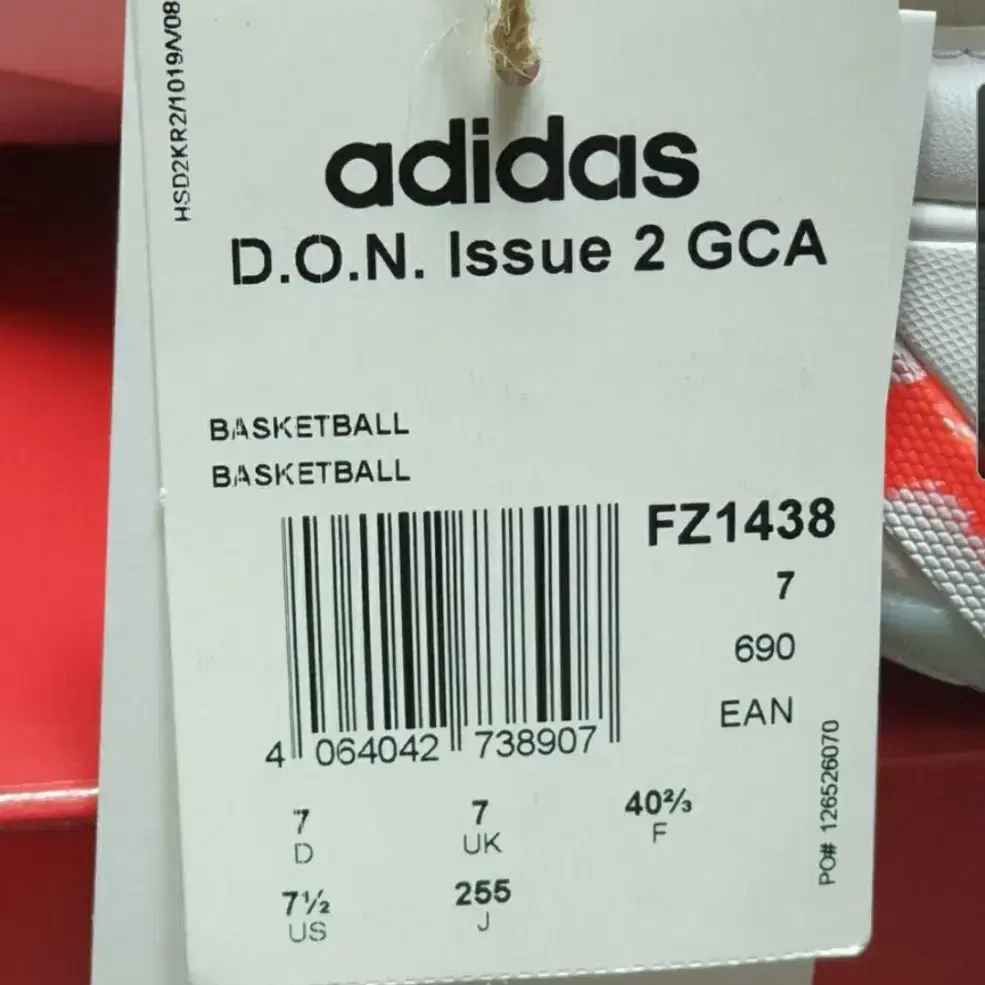 HSD2KR2/1019/V/08
adidas
D.O.N. Issue 2 GCA
BASKETBALL
BASKETBALL
FZ1438
7
690
EAN
4 064042 738907
7
D
7
UK
40⅔
F
7½
US
255
J
PO# 126526070